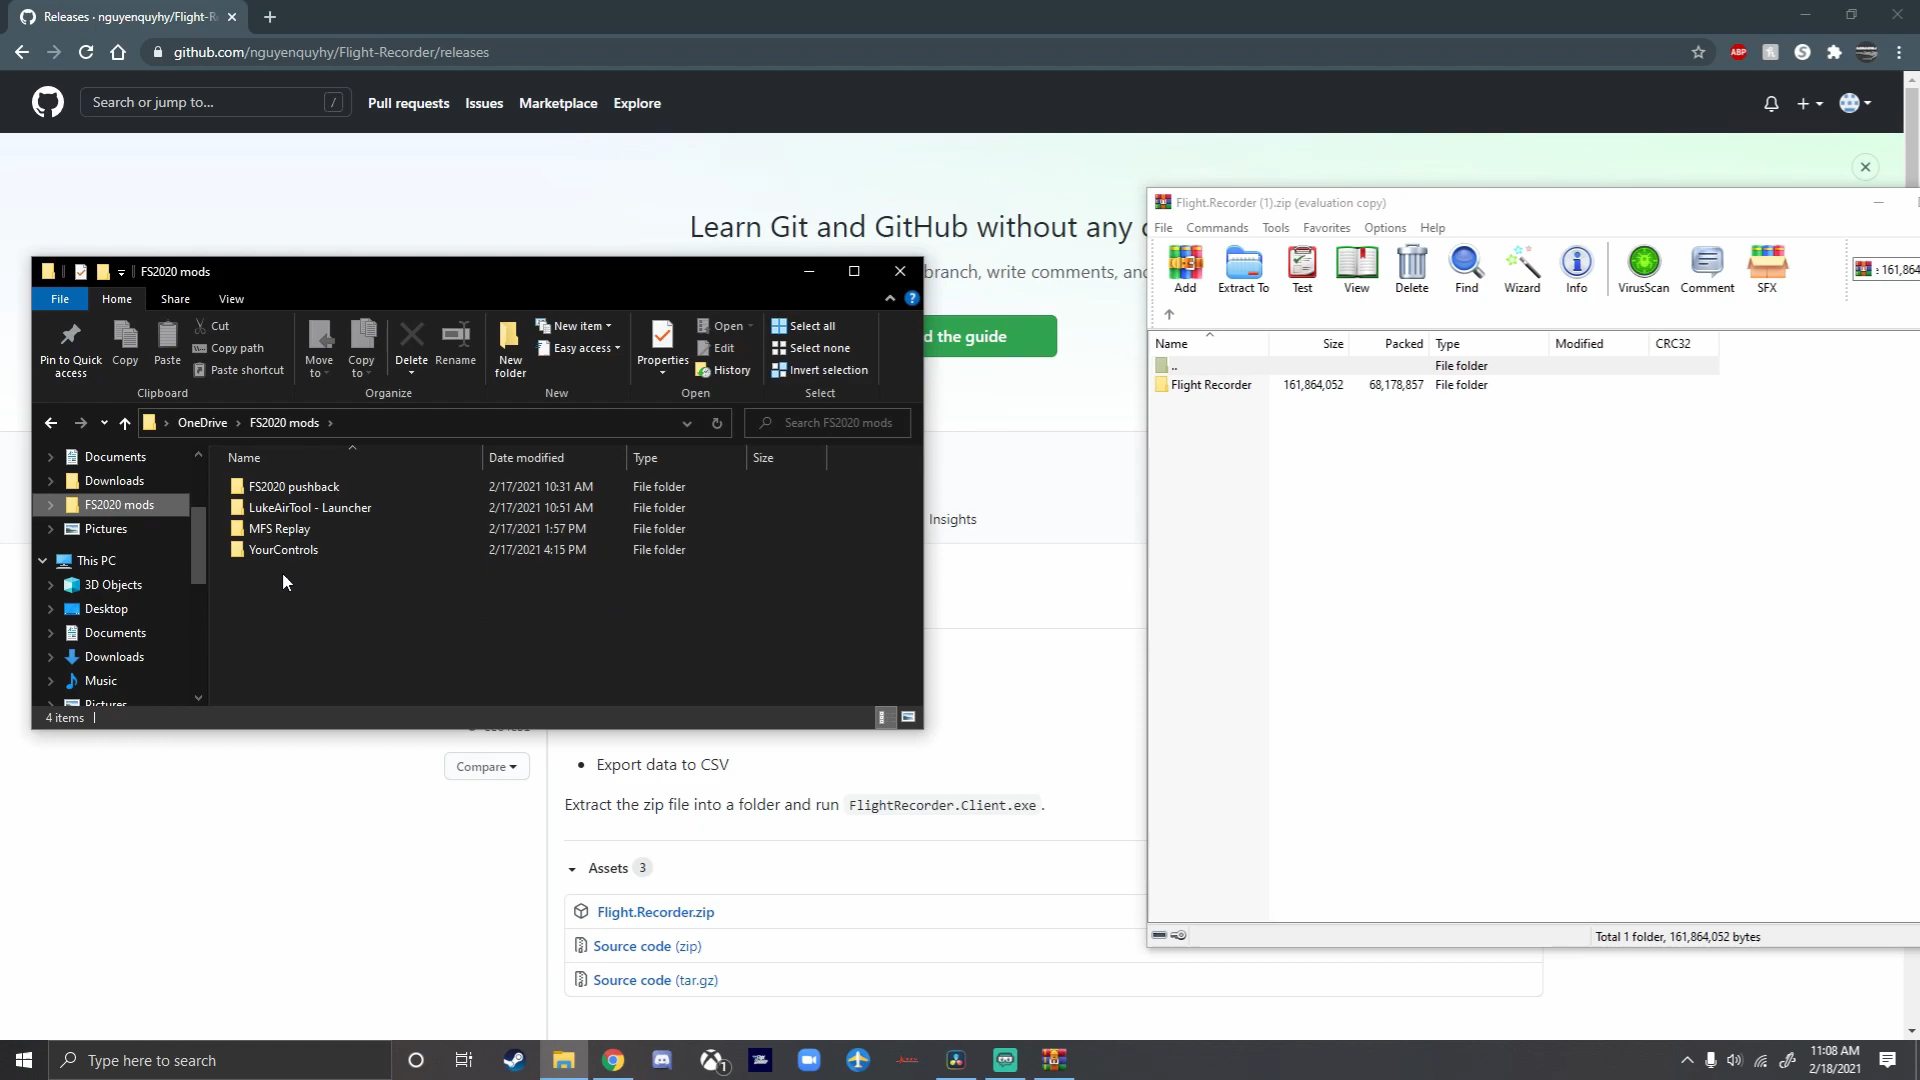 Releases · nguyenquyhy/Flight-R
github.com/nguyenquyhy/Flight-Recorder/releases
ABP
Search or jump to...
/
Pull requests
Issues
Marketplace
Explore
Learn Git and GitHub without any
branch, write comments, an
d the guide
Insights
Compare
Export data to CSV
Extract the zip file into a folder and run FlightRecorder.Client.exe.
Assets 3
Flight.Recorder.zip
Source code (zip)
Source code (tar.gz)
FS2020 mods
File
Home
Share
View
Pin to Quick access
Copy
Paste
Cut
Copy path
Paste shortcut
Clipboard
Move to
Copy to
Delete
Rename
Organize
New folder
New item
Easy access
New
Properties
Open
Edit
History
Open
Select all
Select none
Invert selection
Select
OneDrive
FS2020 mods
Search FS2020 mods
Documents
Downloads
FS2020 mods
Pictures
This PC
3D Objects
Desktop
Documents
Downloads
Music
Pictures
Name
Date modified
Type
Size
FS2020 pushback 2/17/2021 10:31 AM File folder
LukeAirTool - Launcher 2/17/2021 10:51 AM File folder
MFS Replay 2/17/2021 1:57 PM File folder
YourControls 2/17/2021 4:15 PM File folder
4 items
Flight.Recorder (1).zip (evaluation copy)
File
Commands
Tools
Favorites
Options
Help
Add
Extract To
Test
View
Delete
Find
Wizard
Info
VirusScan
Comment
SFX
161,864
Name
Size
Packed
Type
Modified
CRC32
.. File folder
Flight Recorder 161,864,052 68,178,857 File folder
Total 1 folder, 161,864,052 bytes
Type here to search
1
11:08 AM
2/18/2021